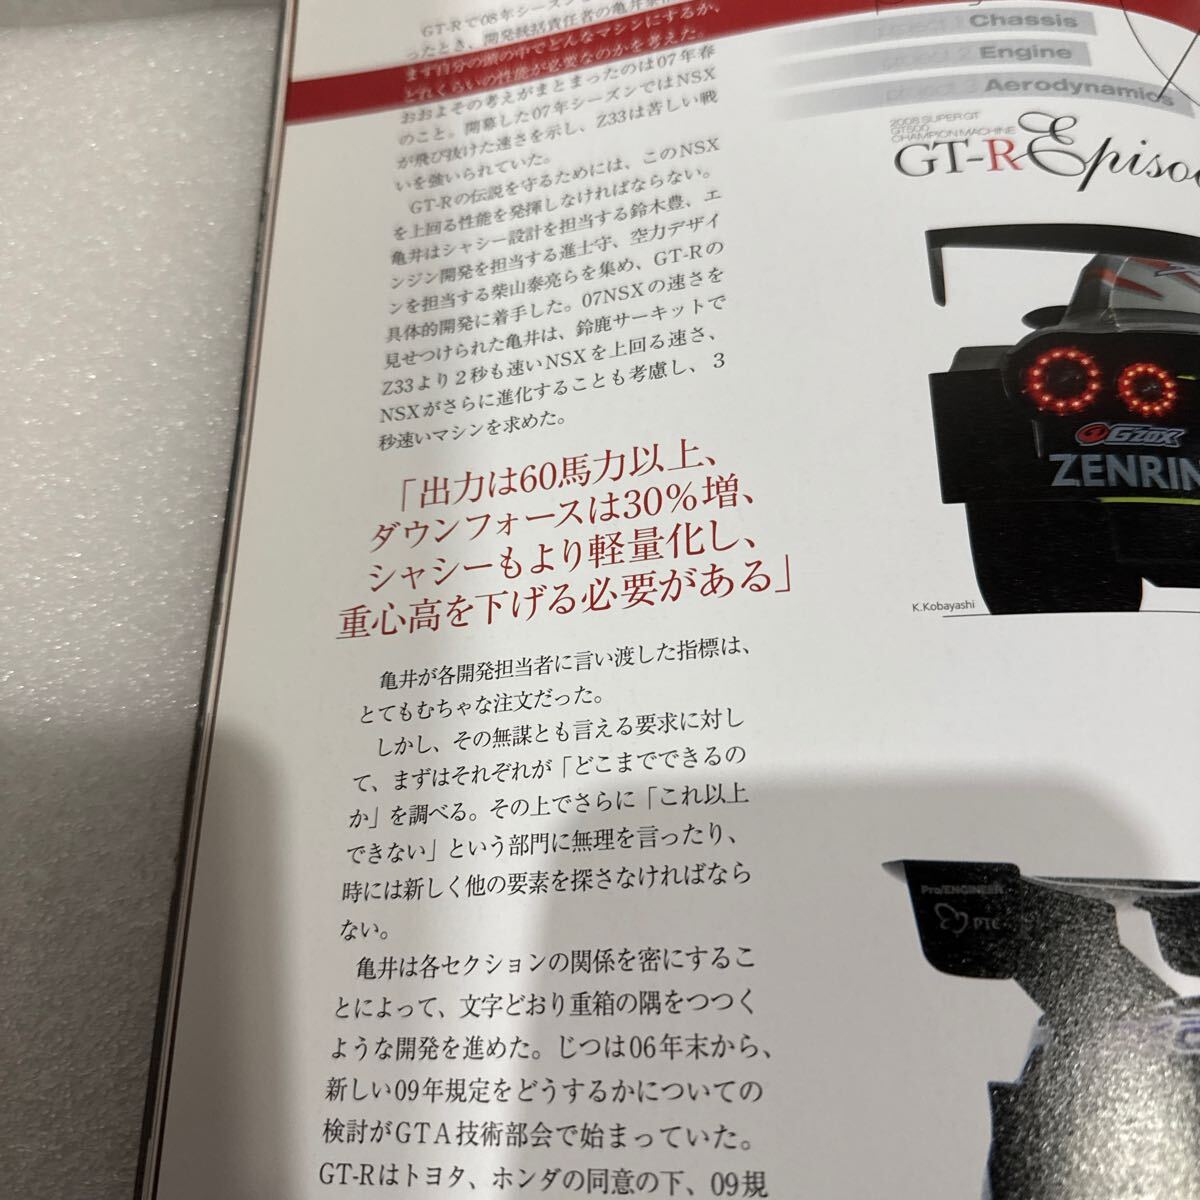 GT-Rで08年シーズン
ったとき、開発統括責任者の亀井
まず自分の頭の中でどんなマシンにするか、
どれくらいの性能が必要なのかを考えた。
おおよその考えがまとまったのは07年春
のこと。開幕した07年シーズンではNSX
が飛び抜けた速さを示し、Z33は苦しい戦
いを強いられていた。
GT-Rの伝説を守るためには、このNSX
を上回る性能を発揮しなければならない。
亀井はシャシー設計を担当する鈴木豊、エ
ンジン開発を担当する進士守、空力デザイ
ンを担当する柴山泰亮らを集め、GT-Rの
具体的開発に着手した。07NSXの速さを
見せつけられた亀井は、鈴鹿サーキットで
Z33より2秒も速いNSXを上回る速さ、
NSXがさらに進化することも考慮し、3
秒速いマシンを求めた。
「出力は60馬力以上、
ダウンフォースは30%増、
シャシーもより軽量化し、
重心高を下げる必要がある」
亀井が各開発担当者に言い渡した指標は、
とてもむちゃな注文だった。
しかし、その無謀とも言える要求に対し
て、まずはそれぞれが「どこまでできるの
か」を調べる。その上でさらに「これ以上
できない」という部門に無理を言ったり、
時には新しく他の要素を探さなければなら
ない。
亀井は各セクションの関係を密にするこ
とによって、文字どおり重箱の隅をつつく
ような開発を進めた。じつは06年末から、
新しい09年規定をどうするかについての
検討がGTA技術部会で始まっていた。
GT-Rはトヨタ、ホンダの同意の下、09規
Chassis
Engine
Aerodynamics
2008 SUPER GT
GT500
CHAMPION MACHINE
GT-R Episo
G'ZOX
ZENRIN
K.Kobayashi
Pro/ENGINEER
PTC